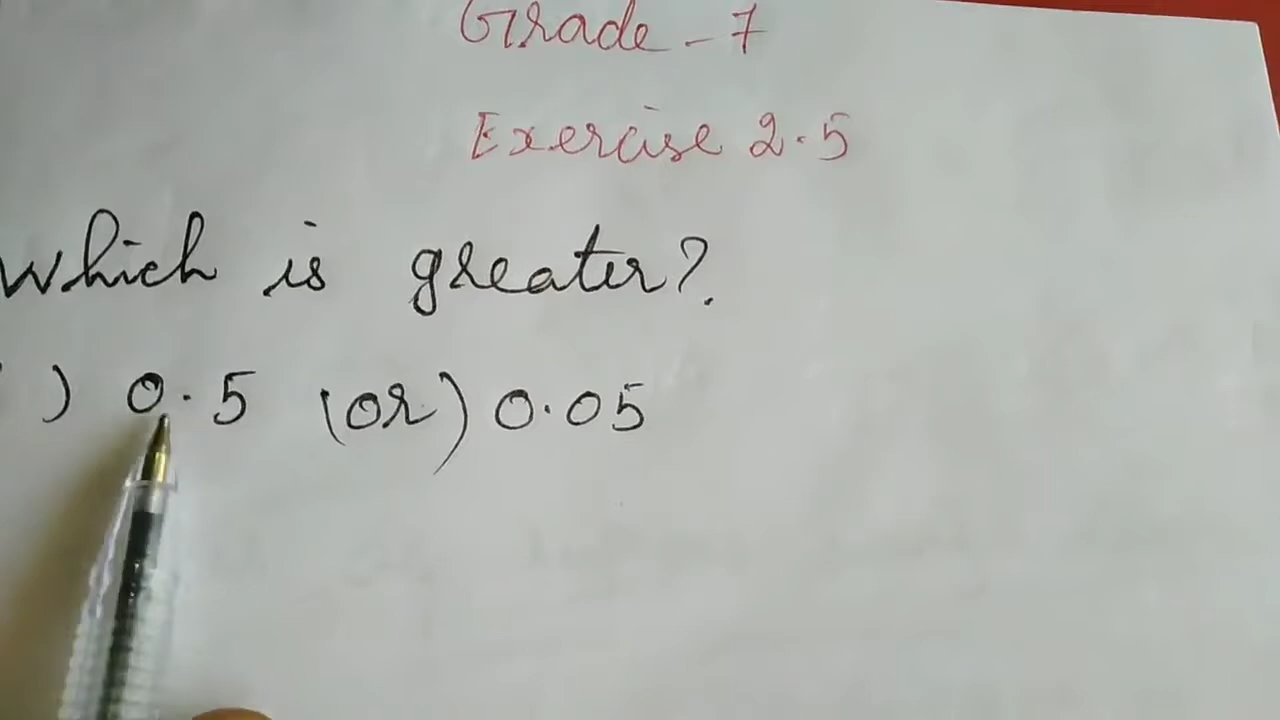 Grade - 7
Exercise 2.5
Which is greater?
) 0.5 (or) 0.05